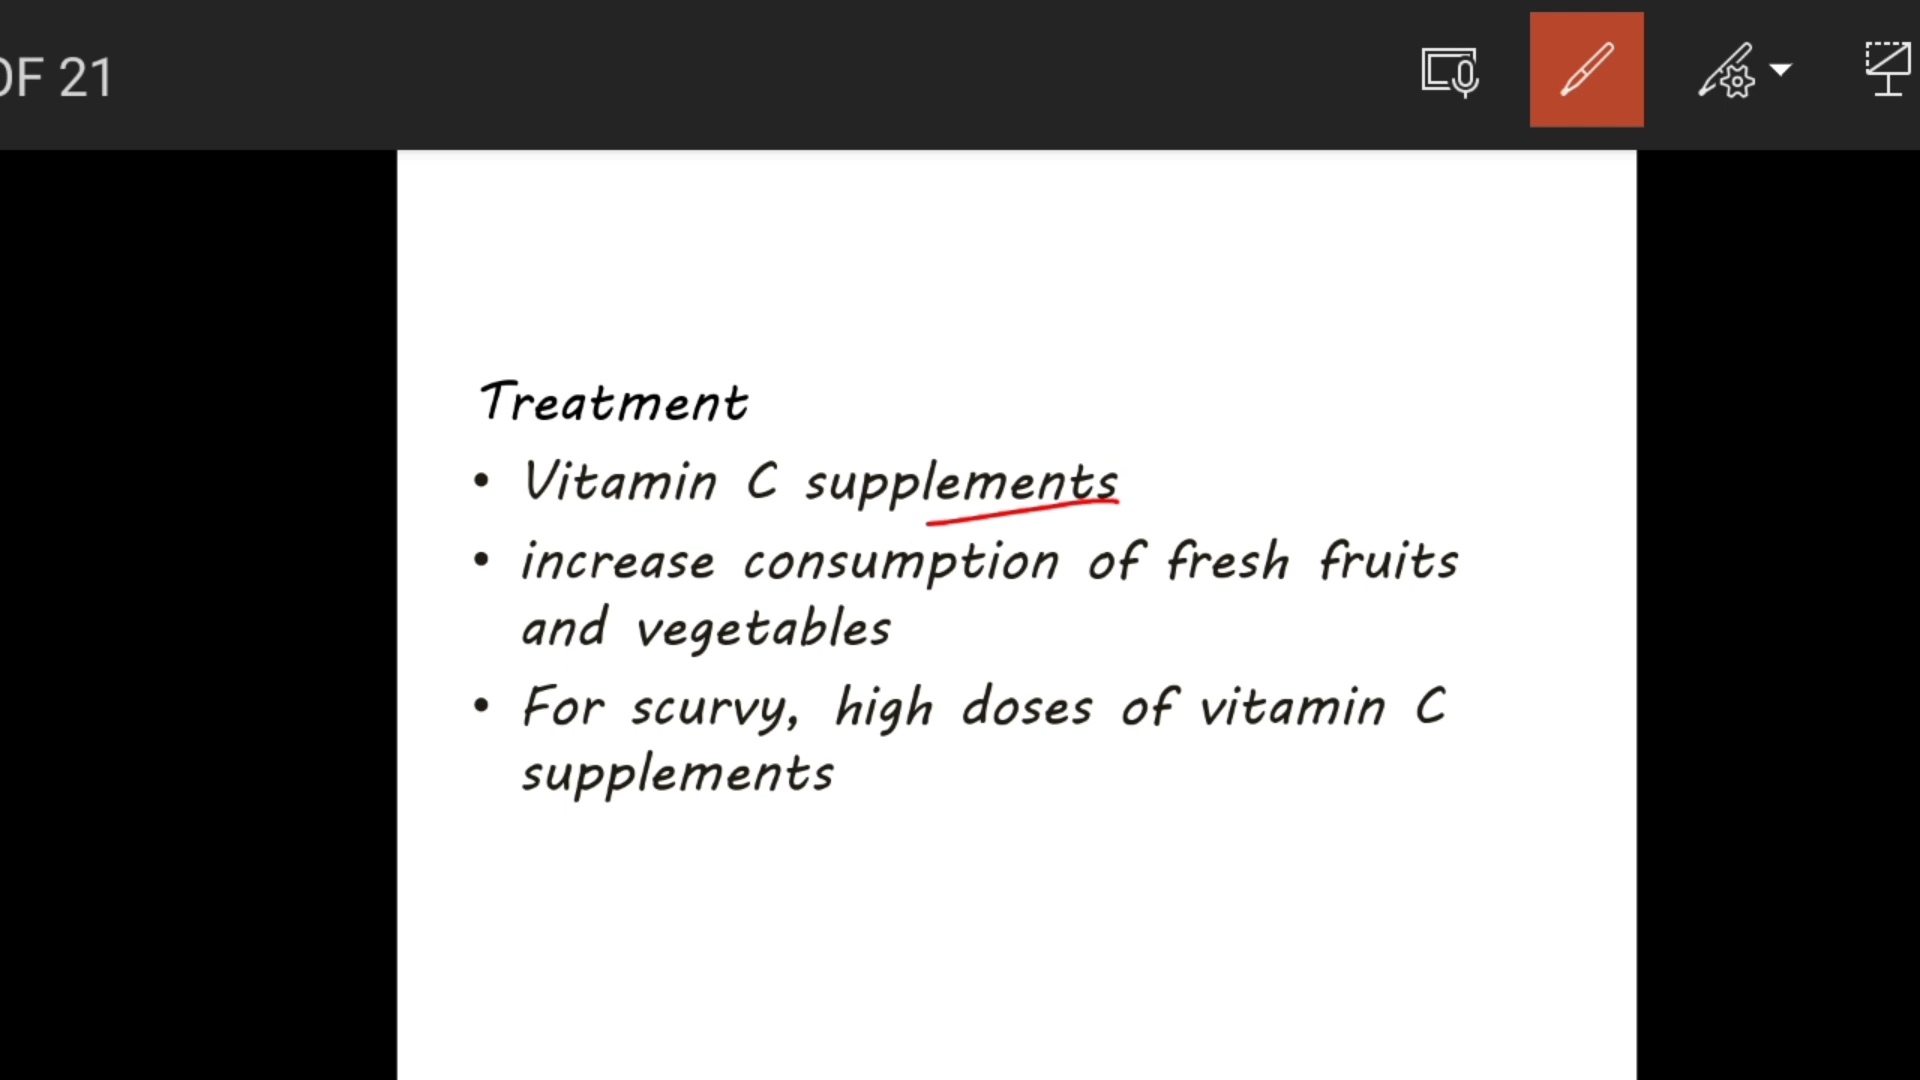 OF 21
Treatment
• Vitamin C supplements
• increase consumption of fresh fruits
and vegetables
• For scurvy, high doses of vitamin C
supplements